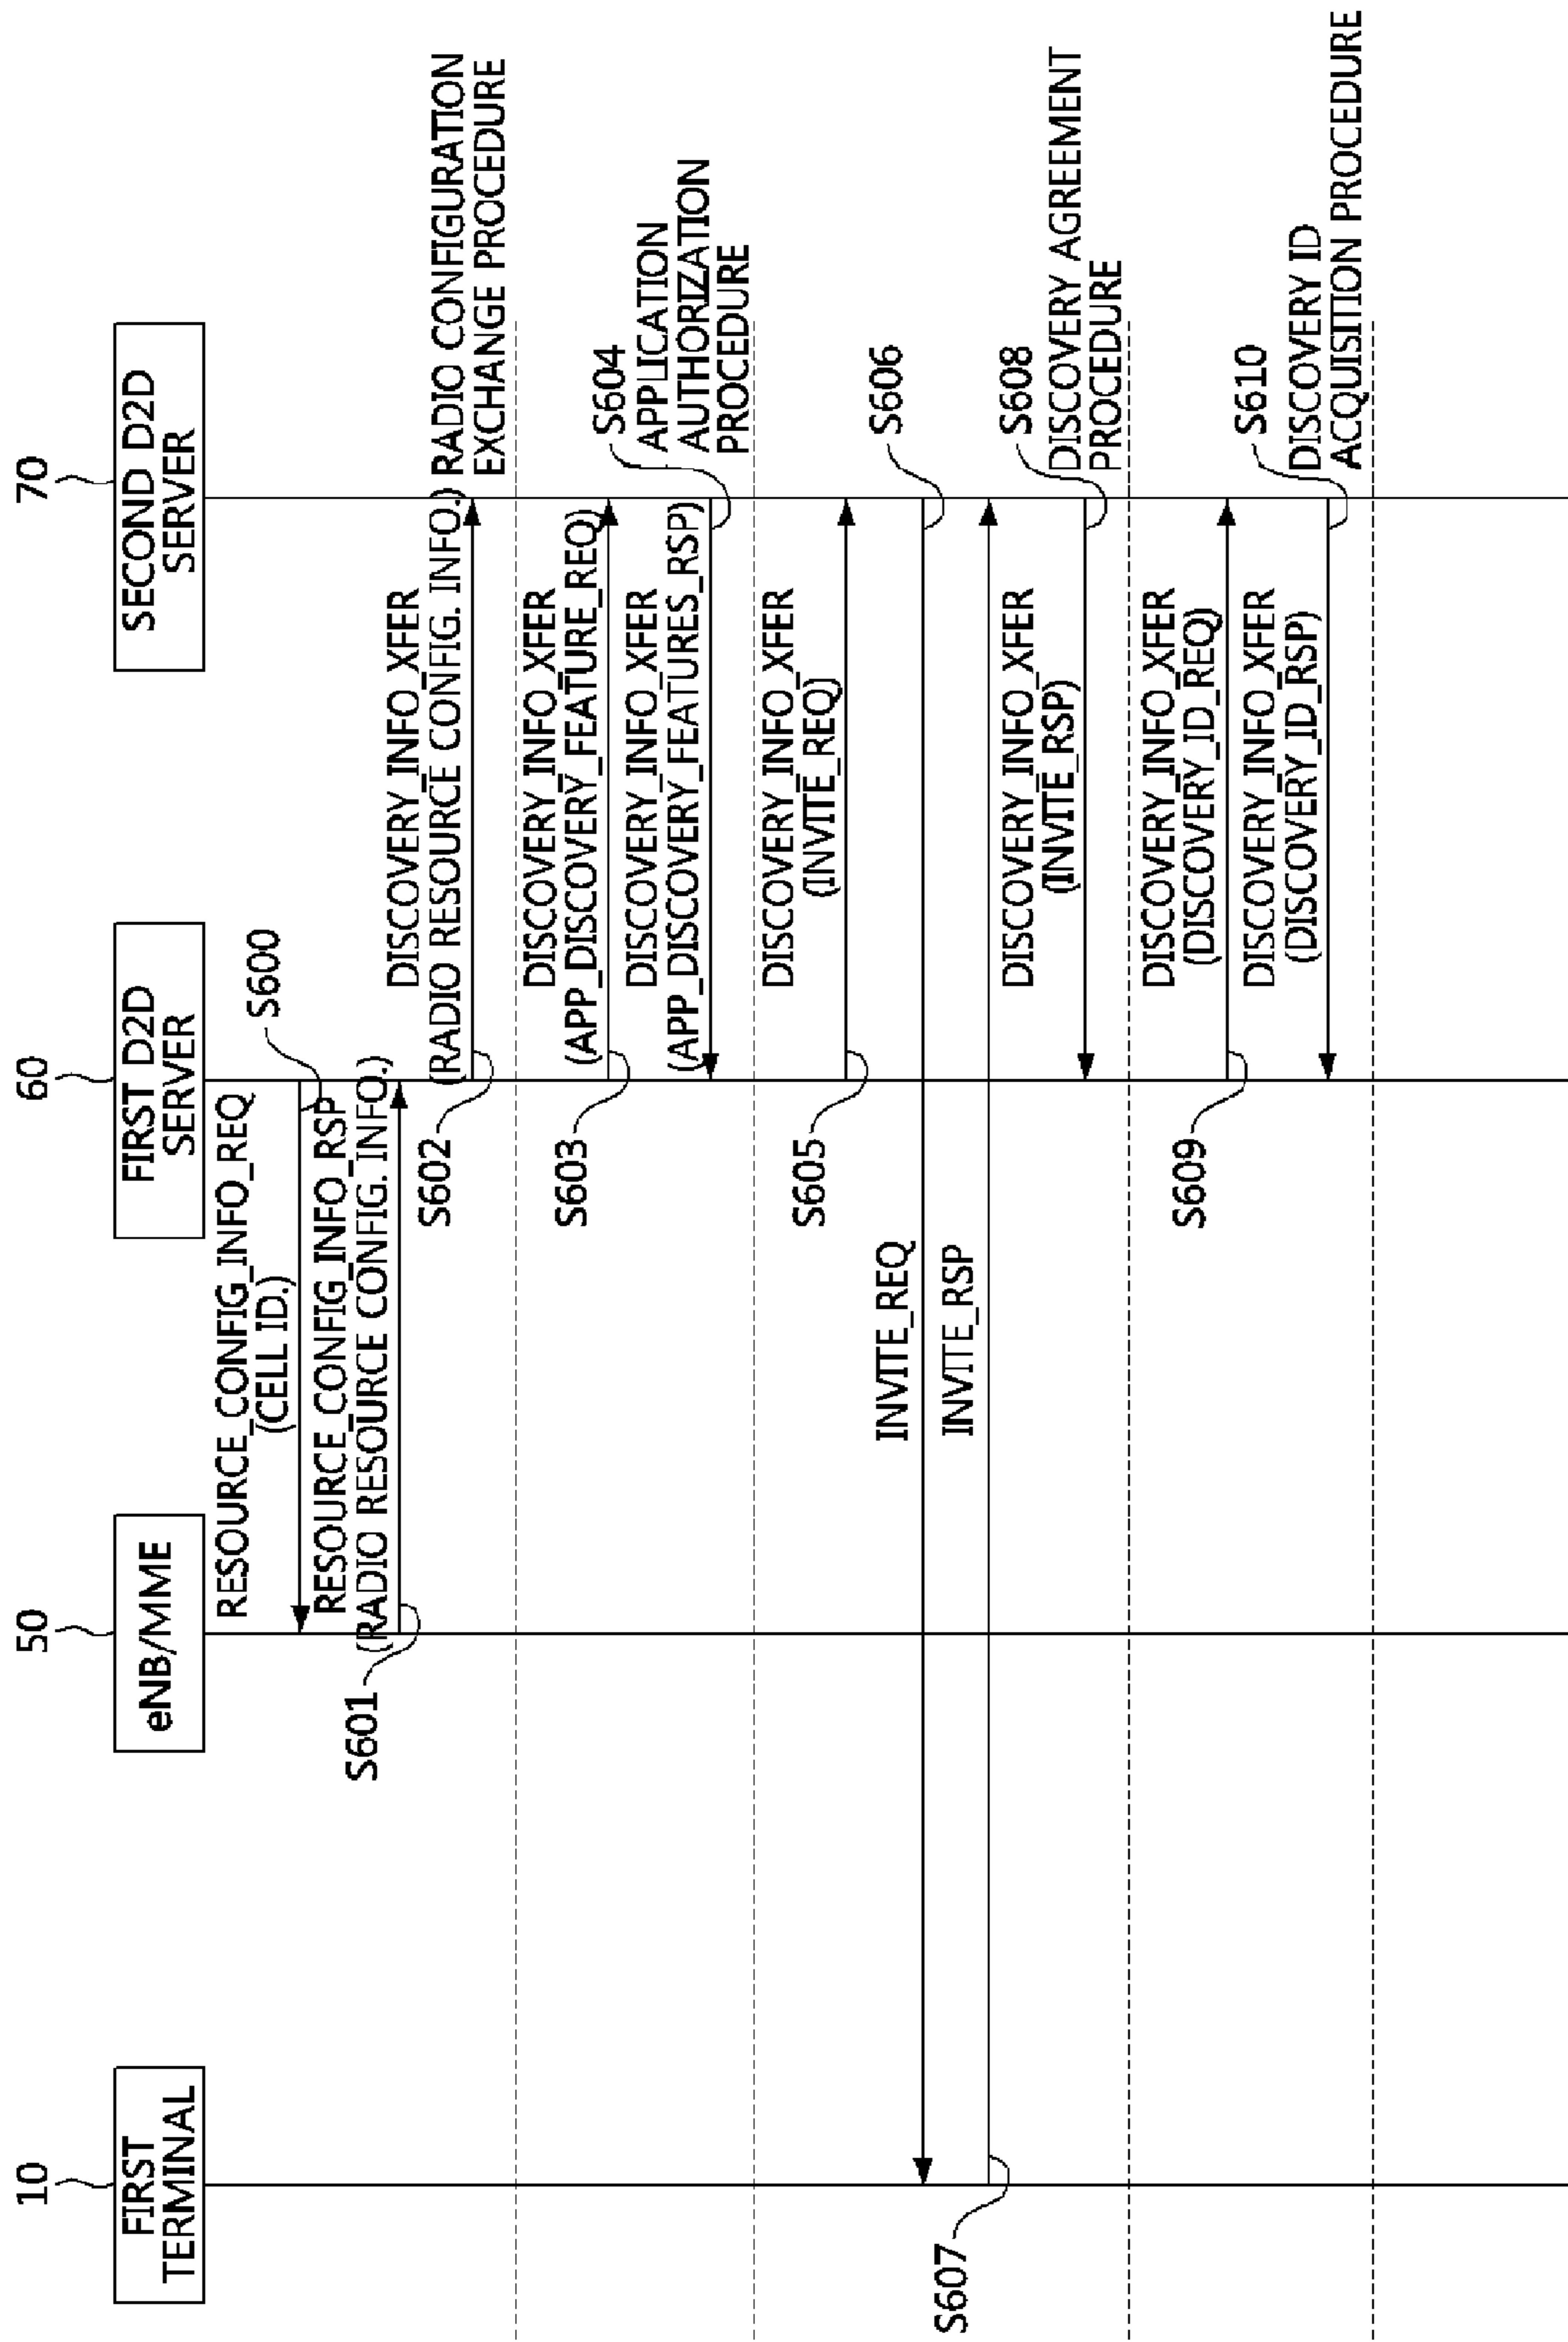 10
50
60
70
FIRST
TERMINAL
eNB/MME
FIRST D2D
SERVER
SECOND D2D
SERVER
RESOURCE_CONFIG_INFO_REQ
(CELL ID.)
S600
RESOURCE_CONFIG_INFO_RSP
(RADIO RESOURCE CONFIG. INFO.)
S601
DISCOVERY_INFO_XFER
(RADIO RESOURCE CONFIG. INFO.)
S602
RADIO CONFIGURATION
EXCHANGE PROCEDURE
DISCOVERY_INFO_XFER
(APP_DISCOVERY_FEATURE_REQ)
S603
DISCOVERY_INFO_XFER
(APP_DISCOVERY_FEATURES_RSP)
S604
APPLICATION
AUTHORIZATION
PROCEDURE
DISCOVERY_INFO_XFER
(INVITE_REQ)
S605
INVITE_REQ
S606
INVITE_RSP
S607
DISCOVERY_INFO_XFER
(INVITE_RSP)
S608
DISCOVERY AGREEMENT
PROCEDURE
DISCOVERY_INFO_XFER
(DISCOVERY_ID_REQ)
S609
DISCOVERY_INFO_XFER
(DISCOVERY_ID_RSP)
S610
DISCOVERY ID
ACQUISITION PROCEDURE